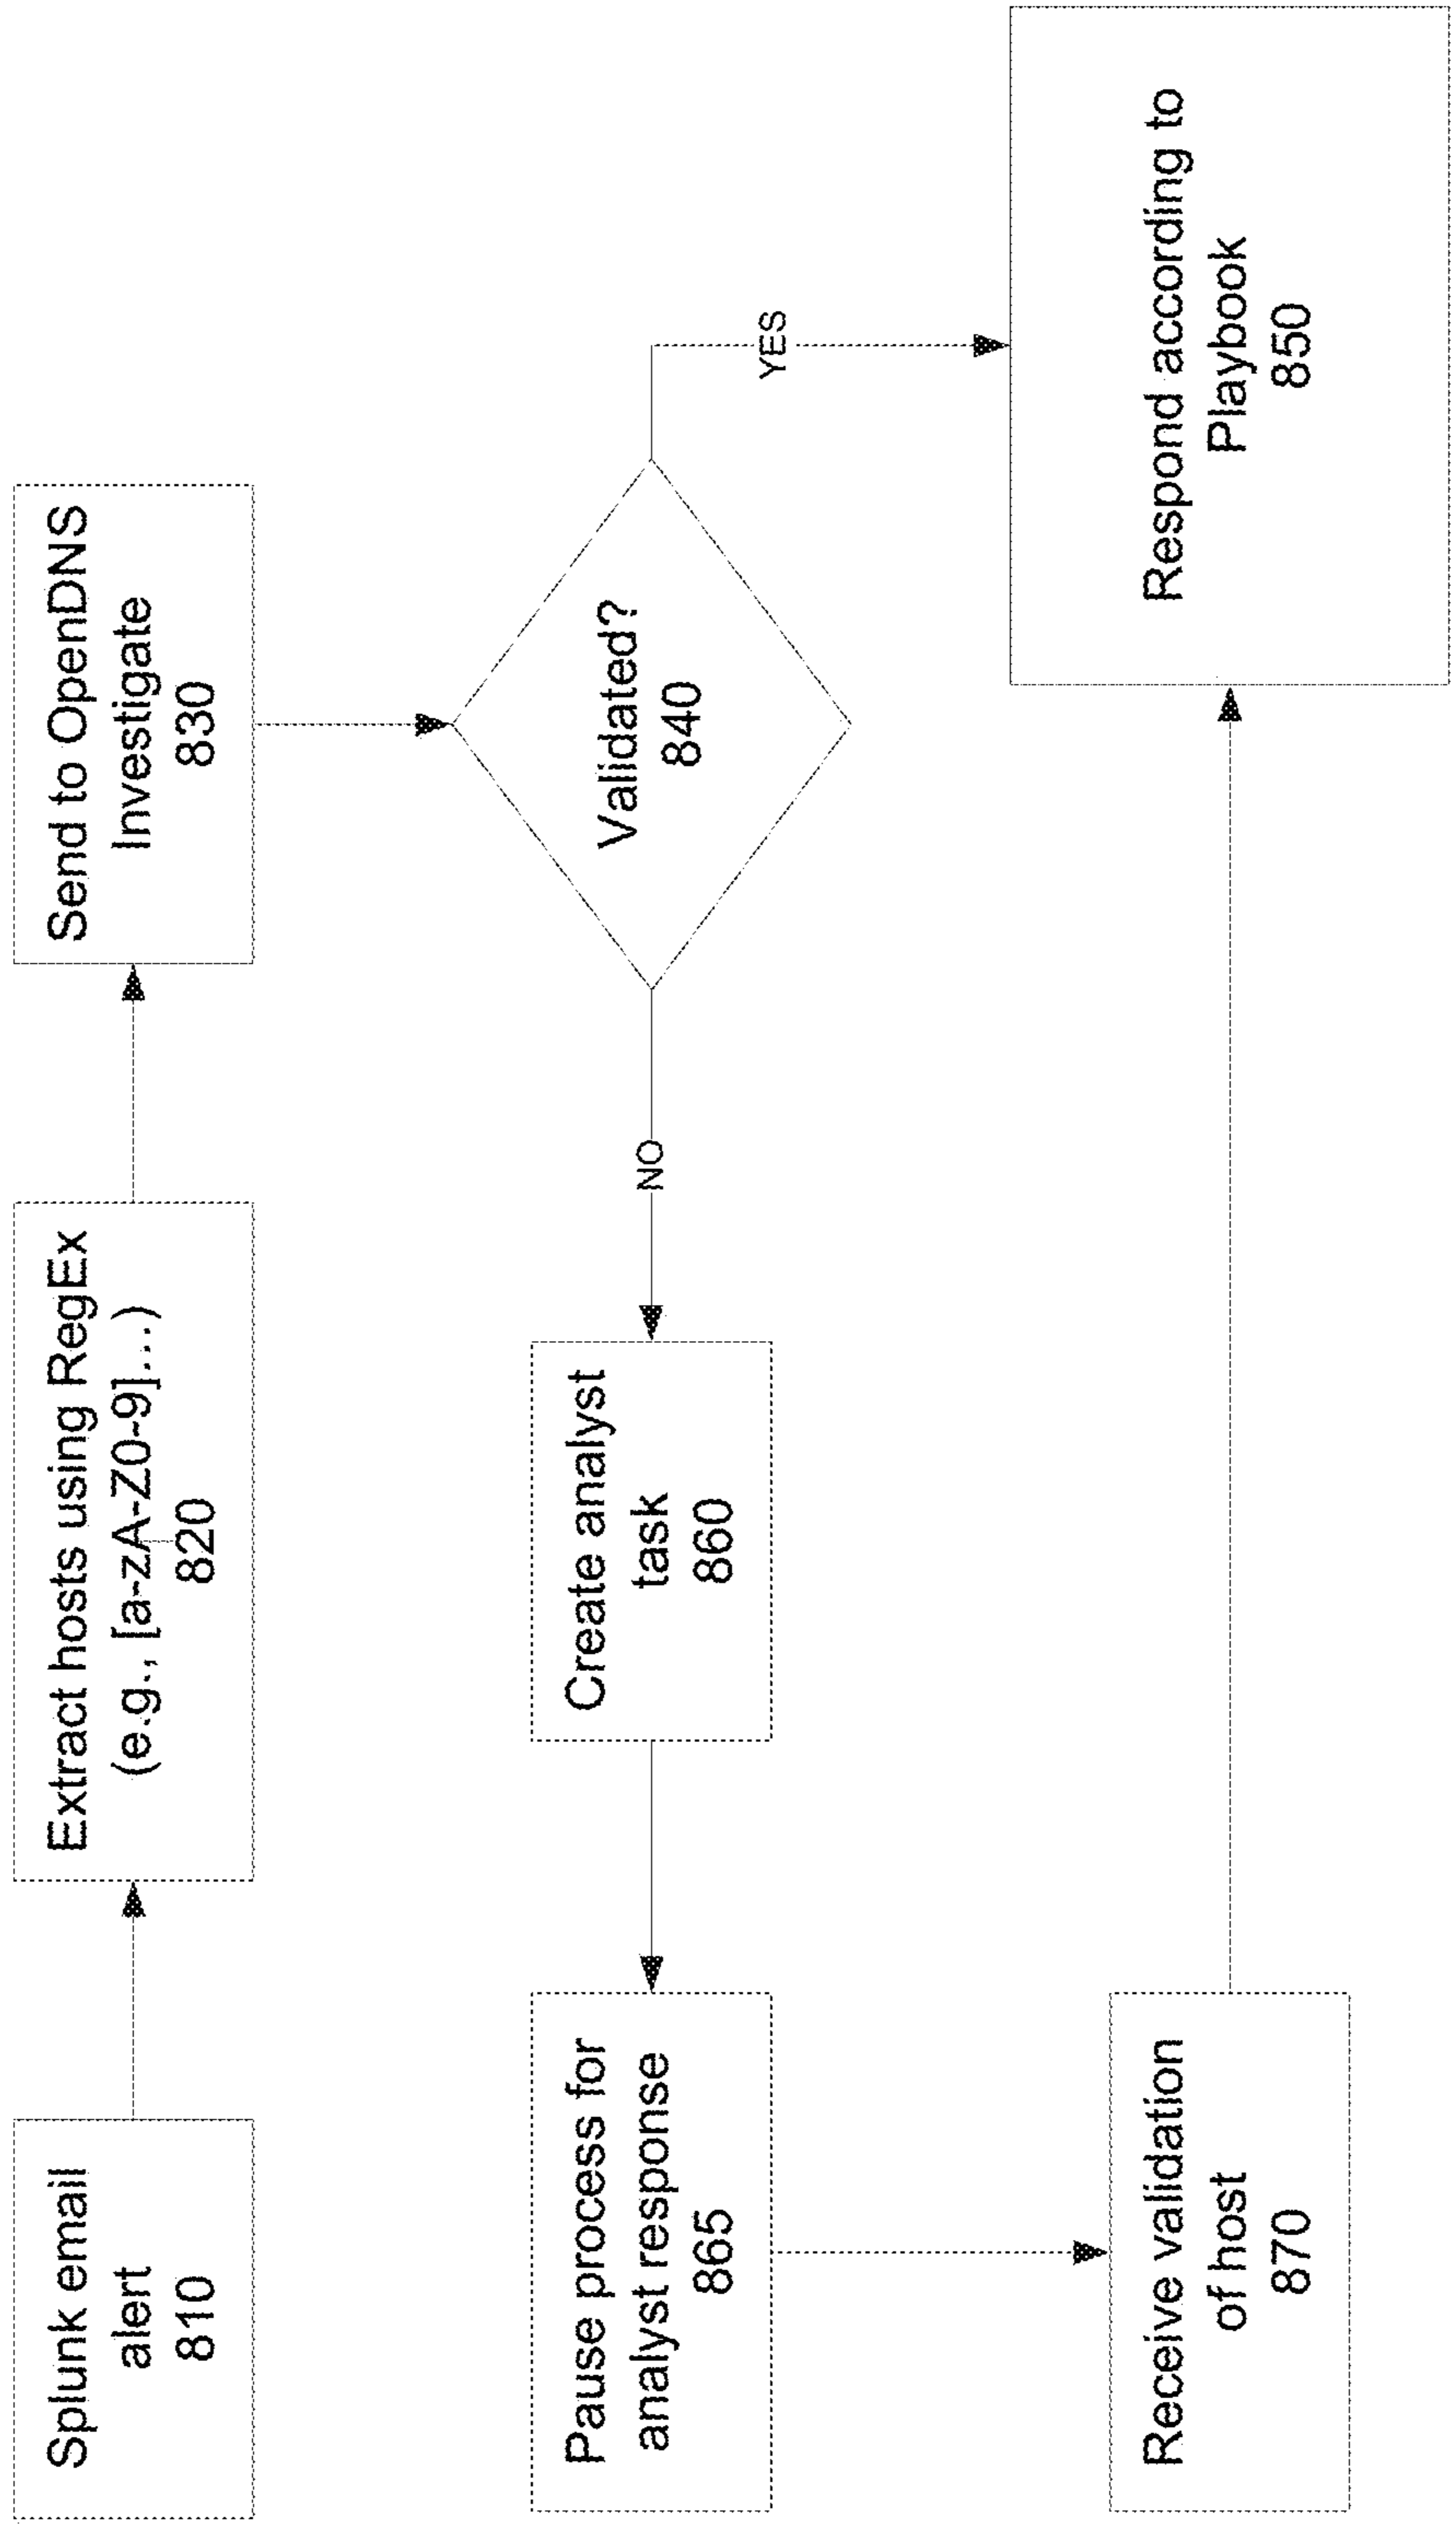 Splunk email
alert
810
Extract hosts using RegEx
(e.g., [a-zA-Z0-9]...)
820
Send to OpenDNS
Investigate
830
Validated?
840
YES
NO
Respond according to
Playbook
850
Create analyst
task
860
Pause process for
analyst response
865
Receive validation
of host
870